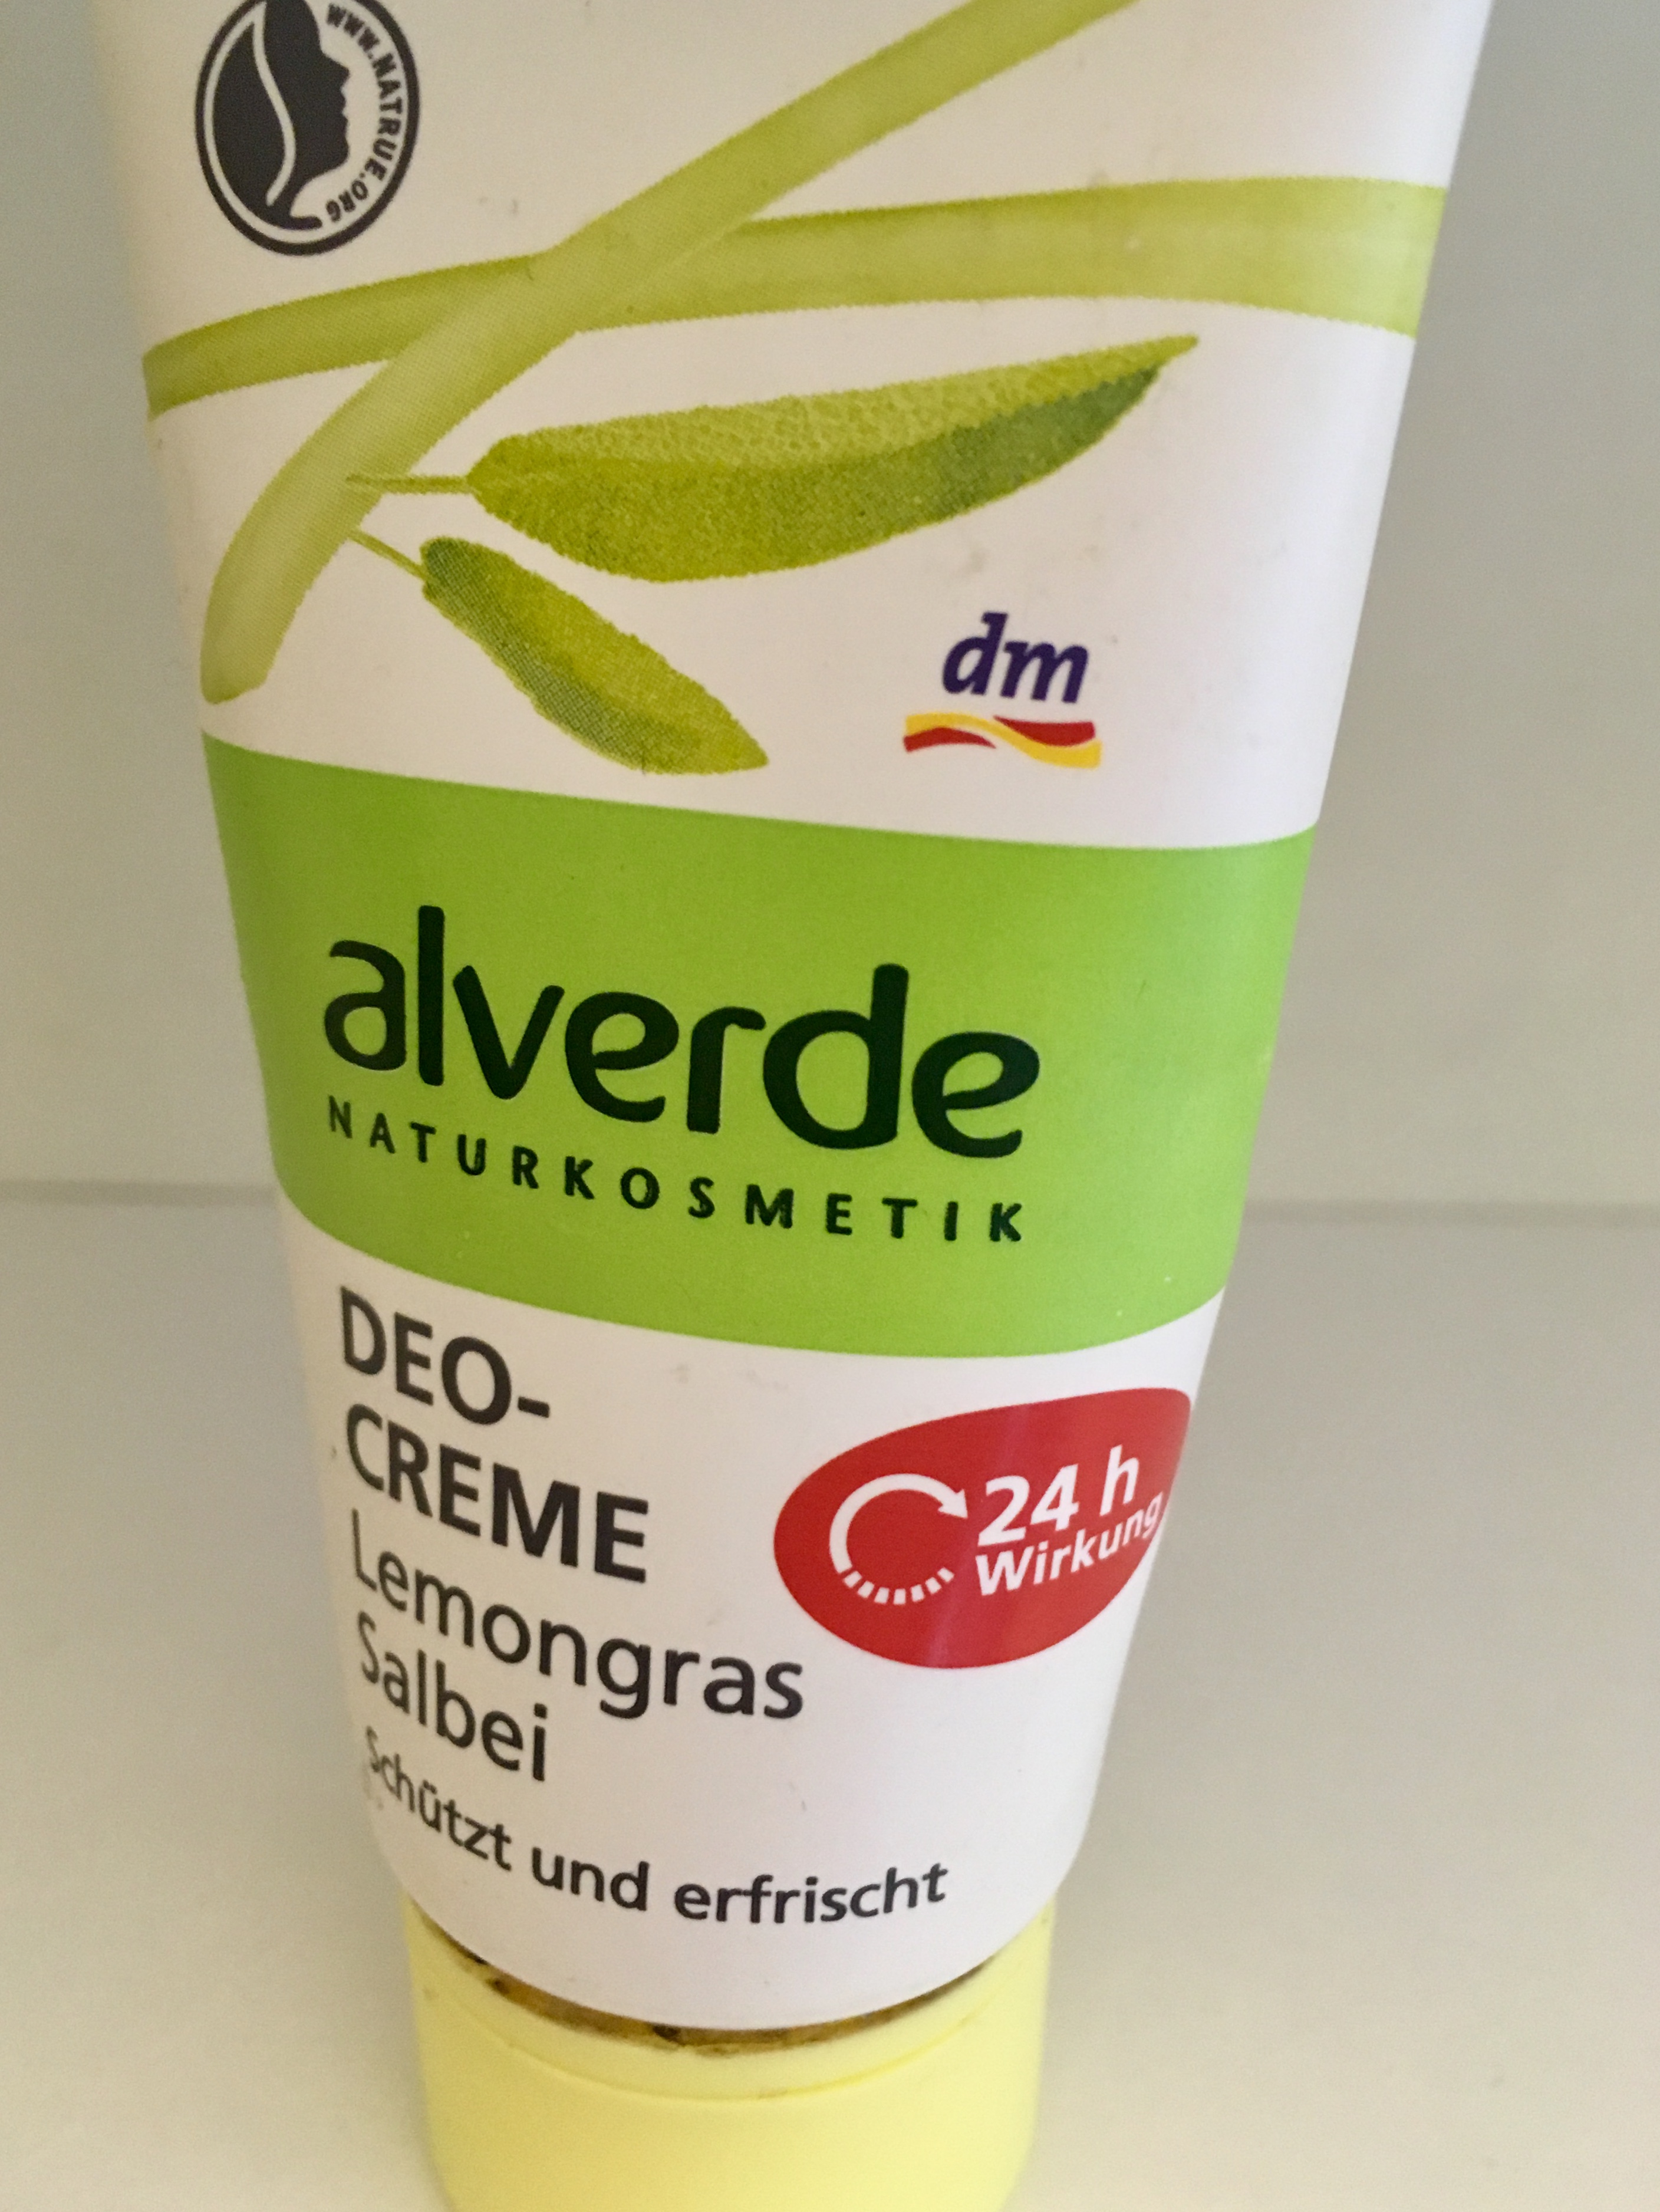 WWW.NATRUE.ORG
dm
alverde
NATURKOSMETIK
DEO-
CREME
Lemongras
Salbei
Schützt und erfrischt
24 h
Wirkung